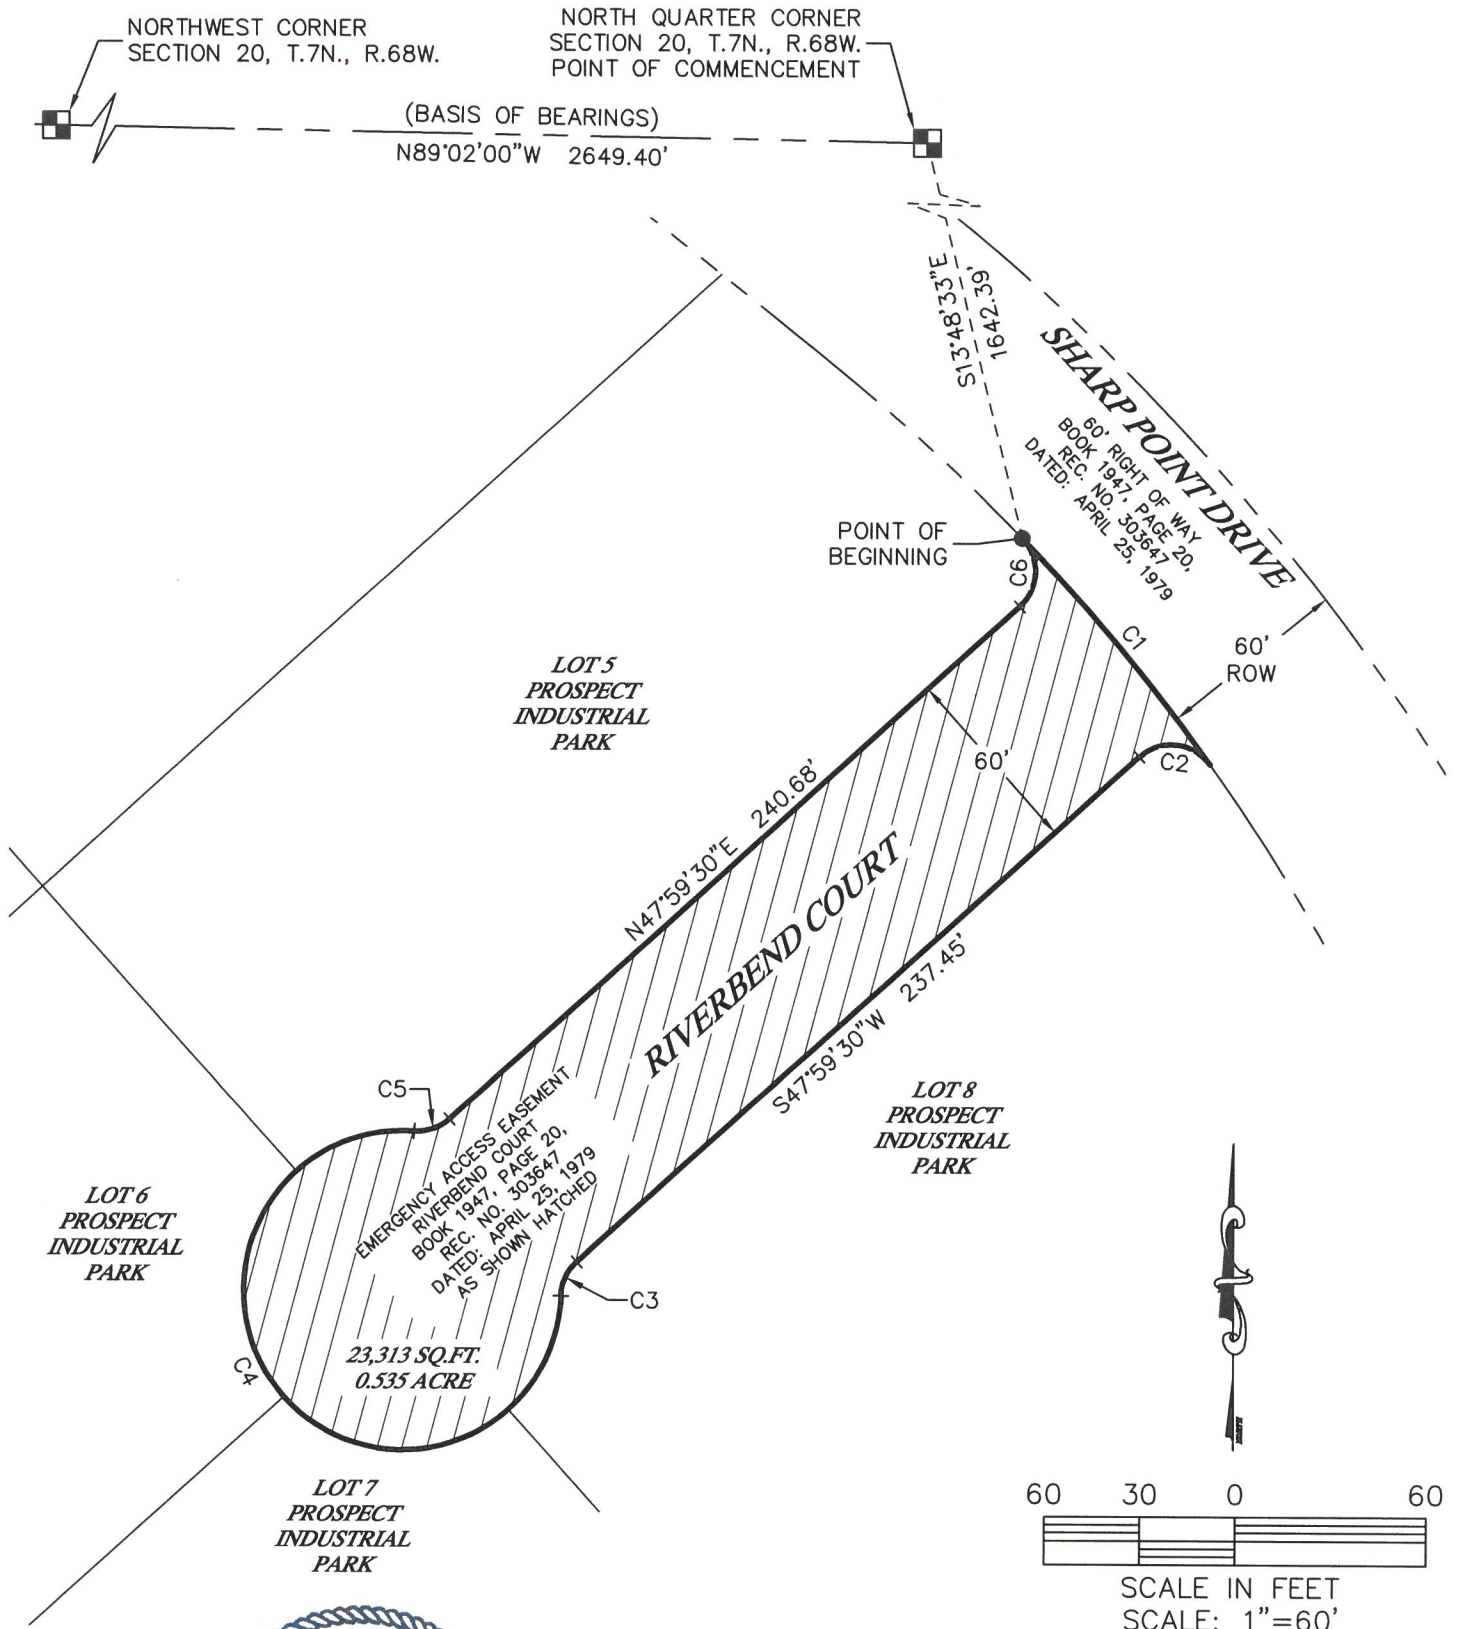 NORTHWEST CORNER
SECTION 20, T.7N., R.68W.
NORTH QUARTER CORNER
SECTION 20, T.7N., R.68W.
POINT OF COMMENCEMENT
(BASIS OF BEARINGS)
N89°02'00"W 2649.40'
S13°48'33"E
1642.39'
SHARP POINT DRIVE
60' RIGHT OF WAY
BOOK 1947, PAGE 20,
REC. NO. 303647
DATED: APRIL 25, 1979
POINT OF
BEGINNING
C6
C1
60'
ROW
LOT 5
PROSPECT
INDUSTRIAL
PARK
60'
C2
N47°59'30"E 240.68'
RIVERBEND COURT
S47°59'30"W 237.45'
C5
LOT 8
PROSPECT
INDUSTRIAL
PARK
EMERGENCY ACCESS EASEMENT
RIVERBEND COURT
BOOK 1947, PAGE 20,
REC. NO. 303647
DATED: APRIL 25, 1979
AS SHOWN HATCHED
LOT 6
PROSPECT
INDUSTRIAL
PARK
C3
C4
23,313 SQ.FT.
0.535 ACRE
LOT 7
PROSPECT
INDUSTRIAL
PARK
NORTH
60 30 0 60
SCALE IN FEET
SCALE: 1"=60'